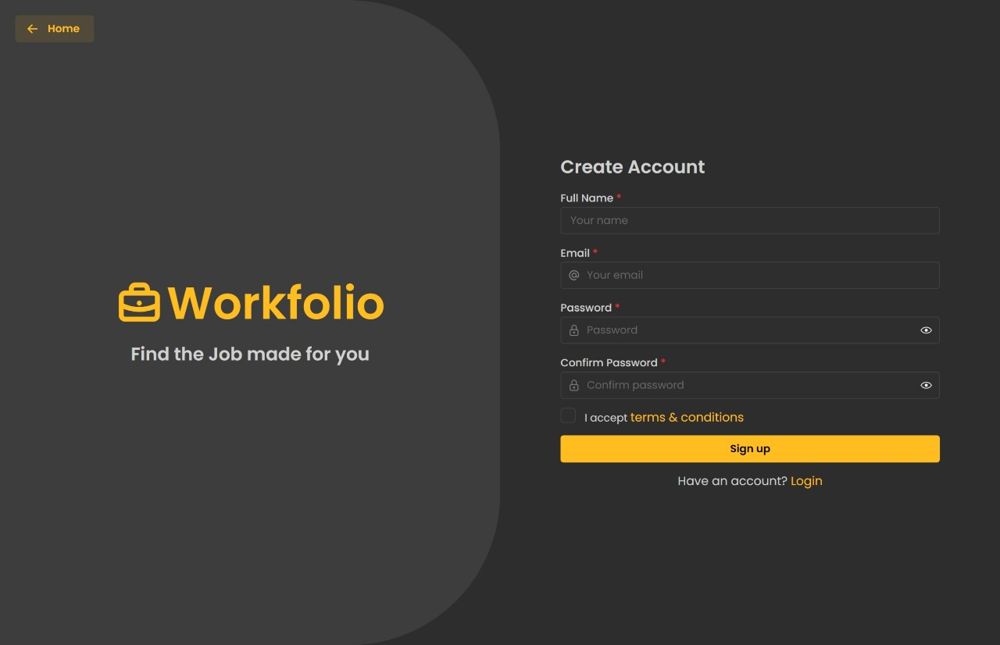 Home
Workfolio
Find the Job made for you
Create Account
Full Name *
Your name
Email *
Your email
Password *
Password
Confirm Password *
Confirm password
I accept terms & conditions
Sign up
Have an account? Login